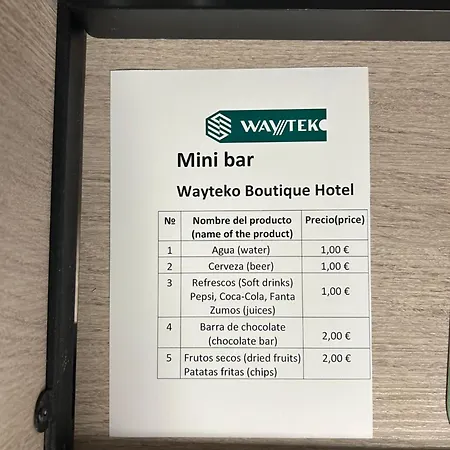 WAYTEKO
Mini bar
Wayteko Boutique Hotel
№ Nombre del producto Precio(price)
(name of the product)
1 Agua (water) 1,00 €
2 Cerveza (beer) 1,00 €
3 Refrescos (Soft drinks)
Pepsi, Coca-Cola, Fanta 1,00 €
Zumos (juices)
4 Barra de chocolate
(chocolate bar) 2,00 €
5 Frutos secos (dried fruits) 2,00 €
Patatas fritas (chips)